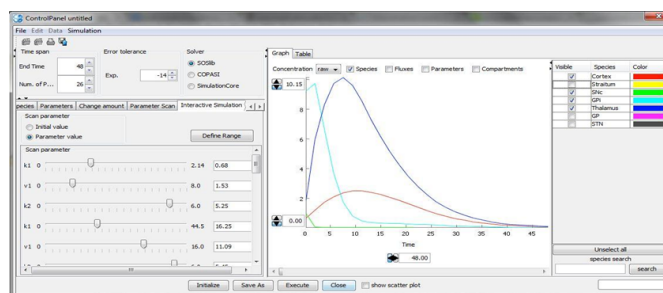 ControlPanel untitled
File Edit Data Simulation
Time span
End Time 48
Num. of P... 26
Error tolerance
Exp. -14
Solver
SOSlib
COPASI
SimulationCore
pecies Parameters Change amount Parameter Scan Interactive Simulation
Scan parameter
Initial value
Parameter value
Define Range
Scan parameter
k1 0 2.14 0.68
v1 0 8.0 1.53
k2 0 6.0 5.25
k1 0 44.5 16.25
v1 0 16.0 11.09
Graph Table
Concentration raw Species Fluxes Parameters Compartments
10.15
8
6
4
2
0.00
0 5 10 15 20 25 30 35 40 45
Time
48.00
Visible Species Color
Cortex
Straitum
SNc
GPi
Thalamus
GP
STN
Unselect all
species search
search
Initialize Save As Execute Close show scatter plot